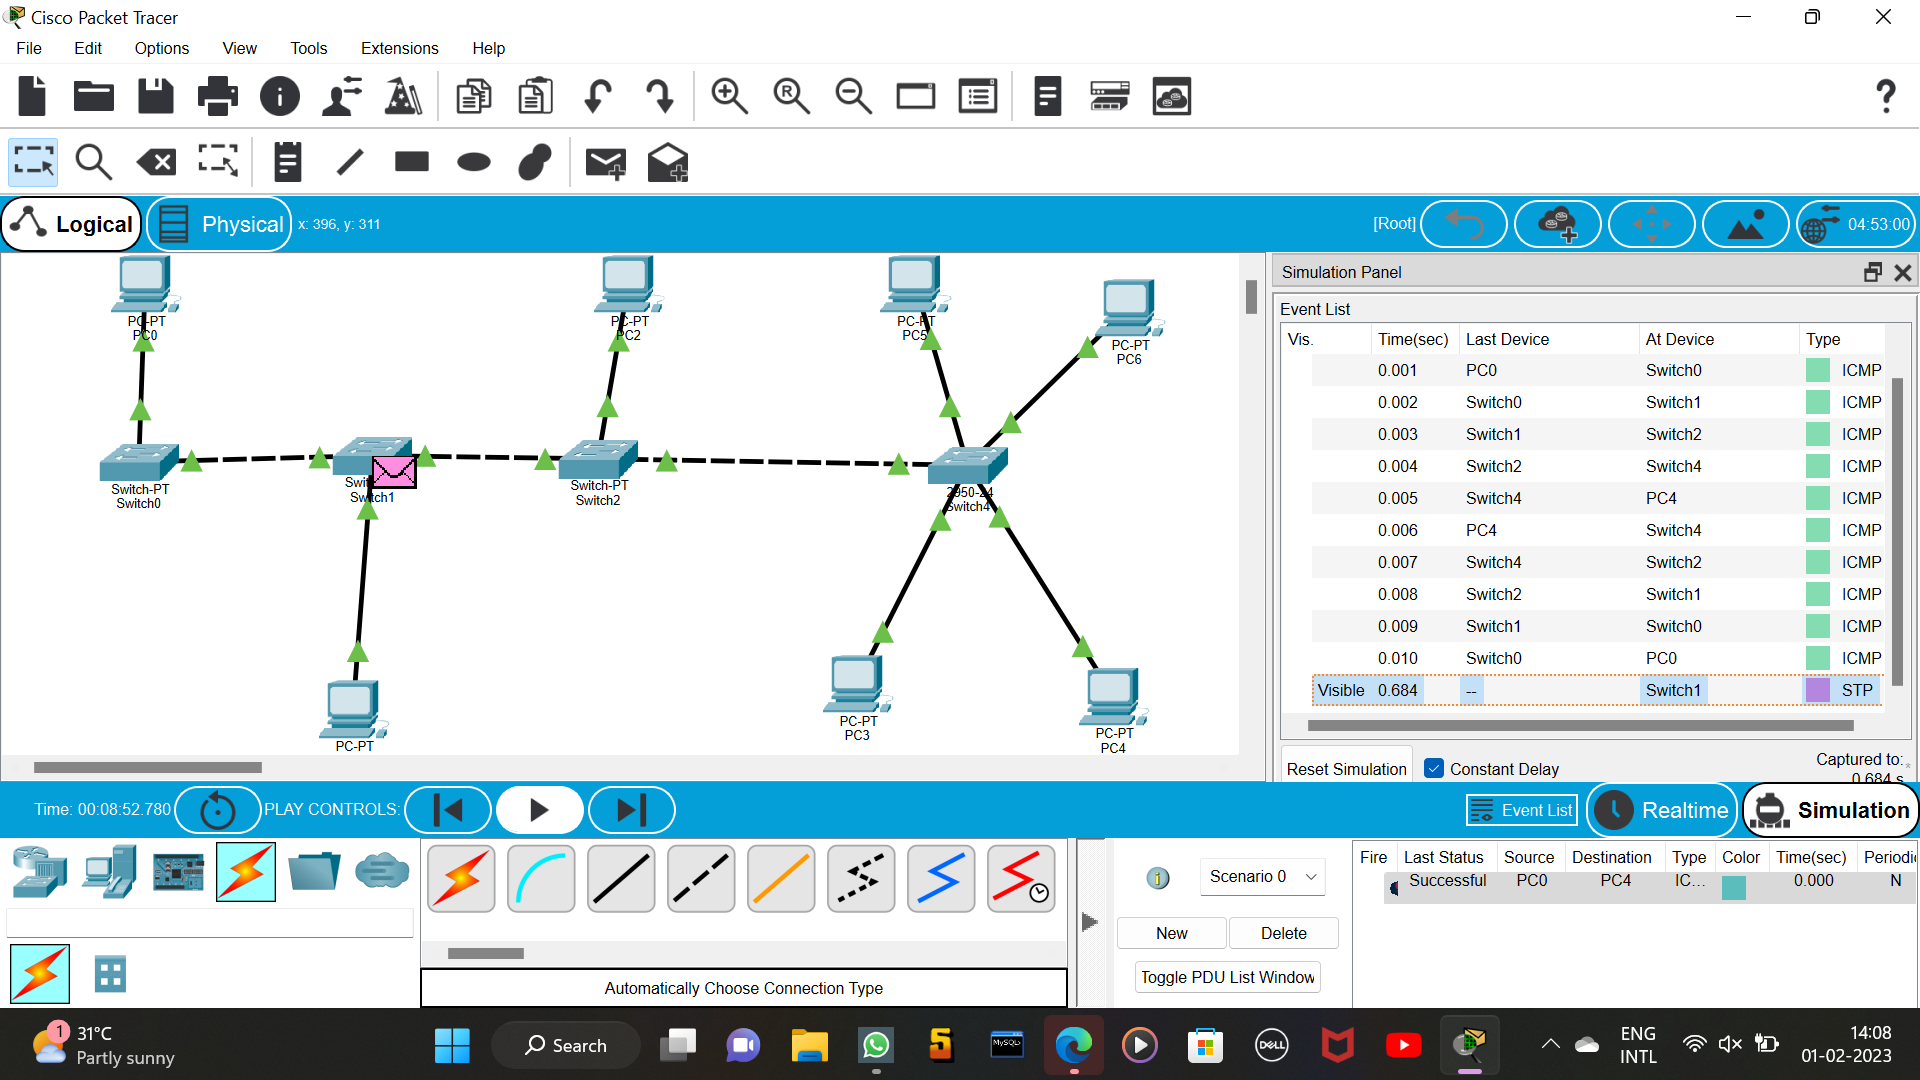 Cisco Packet Tracer
File Edit Options View Tools Extensions Help
Logical Physical x: 396, y: 311 [Root] 04:53:00
Simulation Panel
Event List
Vis. Time(sec) Last Device At Device Type
0.001 PC0 Switch0 ICMP
0.002 Switch0 Switch1 ICMP
0.003 Switch1 Switch2 ICMP
0.004 Switch2 Switch4 ICMP
0.005 Switch4 PC4 ICMP
0.006 PC4 Switch4 ICMP
0.007 Switch4 Switch2 ICMP
0.008 Switch2 Switch1 ICMP
0.009 Switch1 Switch0 ICMP
0.010 Switch0 PC0 ICMP
Visible 0.684 -- Switch1 STP
Reset Simulation Constant Delay Captured to:
0.684 s
PC-PT
PC0
PC-PT
PC2
PC-PT
PC5
PC-PT
PC6
Switch-PT
Switch0
Switch1
Switch-PT
Switch2
2950-24
Switch4
PC-PT
PC-PT
PC3
PC-PT
PC4
Time: 00:08:52.780 PLAY CONTROLS: Event List Realtime Simulation
Scenario 0
New Delete
Toggle PDU List Window
Fire Last Status Source Destination Type Color Time(sec) Periodic
Successful PC0 PC4 IC... 0.000 N
Automatically Choose Connection Type
1 31°C
Partly sunny
Search
MySQL
DELL
ENG
INTL
14:08
01-02-2023